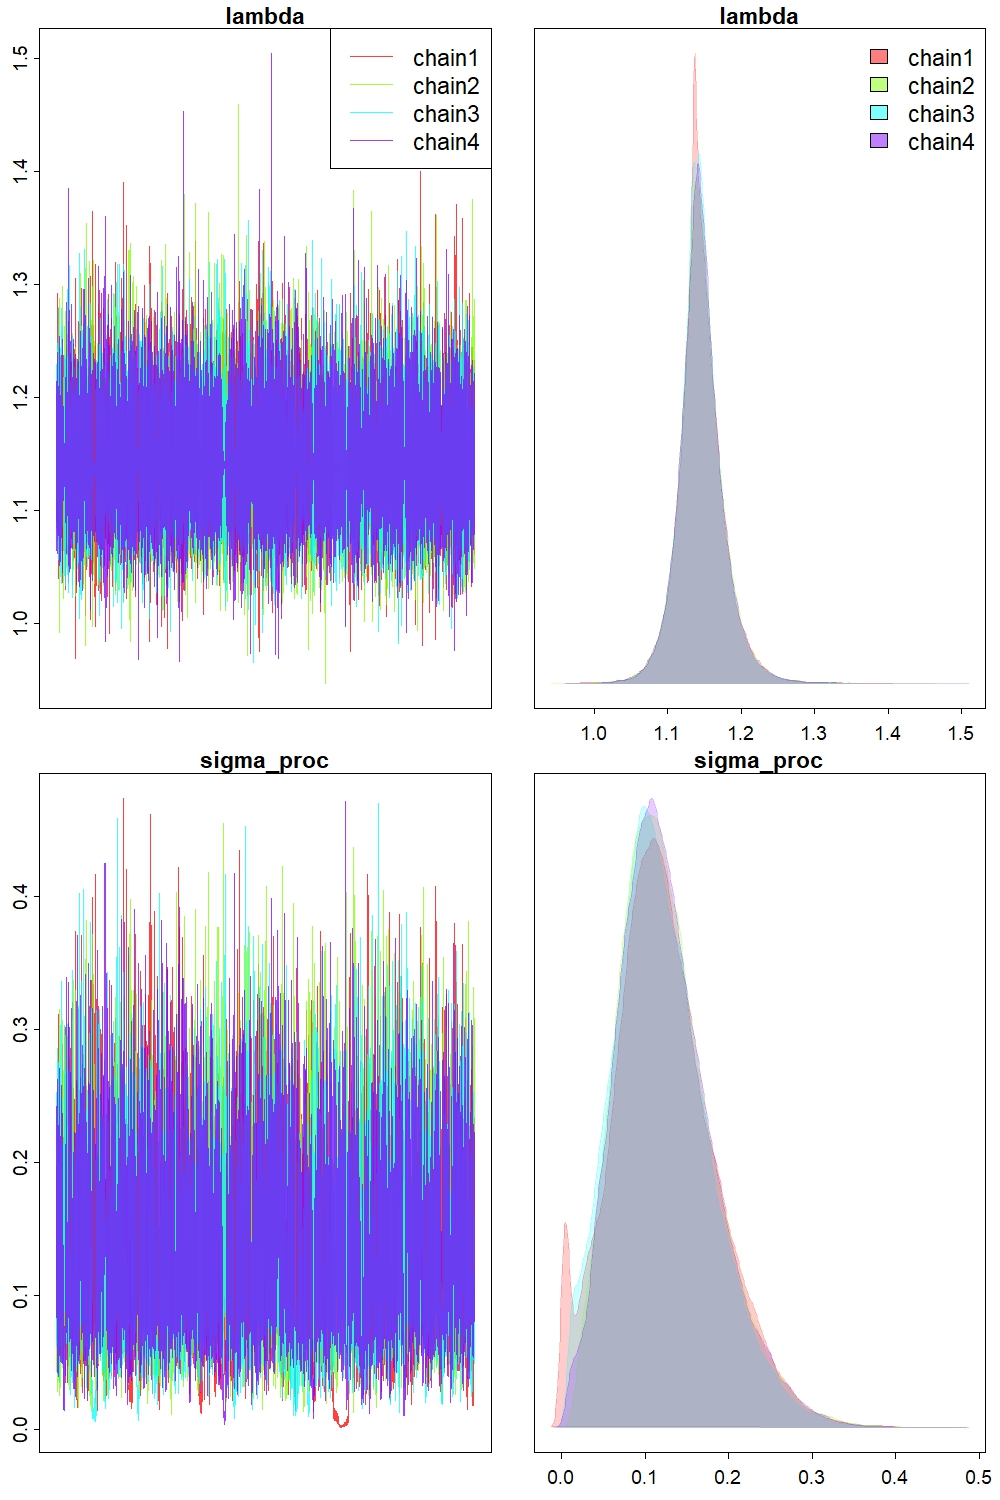 lambda
1.5
1.4
1.3
1.2
1.1
1.0
chain1
chain2
chain3
chain4
lambda
chain1
chain2
chain3
chain4
1.0 1.1 1.2 1.3 1.4 1.5
sigma_proc
0.4
0.3
0.2
0.1
0.0
sigma_proc
0.0 0.1 0.2 0.3 0.4 0.5